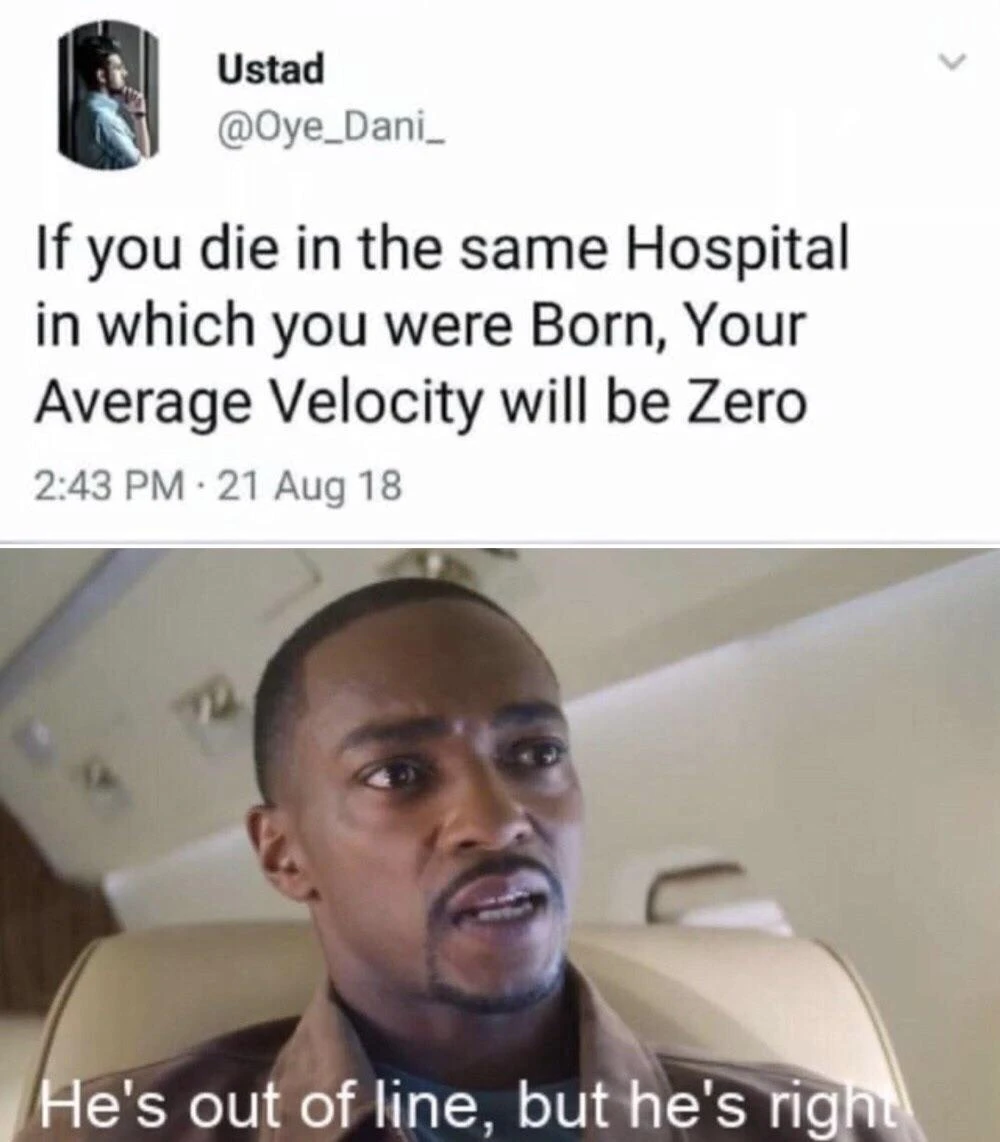 Ustad
@Oye_Dani_
If you die in the same Hospital
in which you were Born, Your
Average Velocity will be Zero
2:43 PM · 21 Aug 18
He's out of line, but he's right